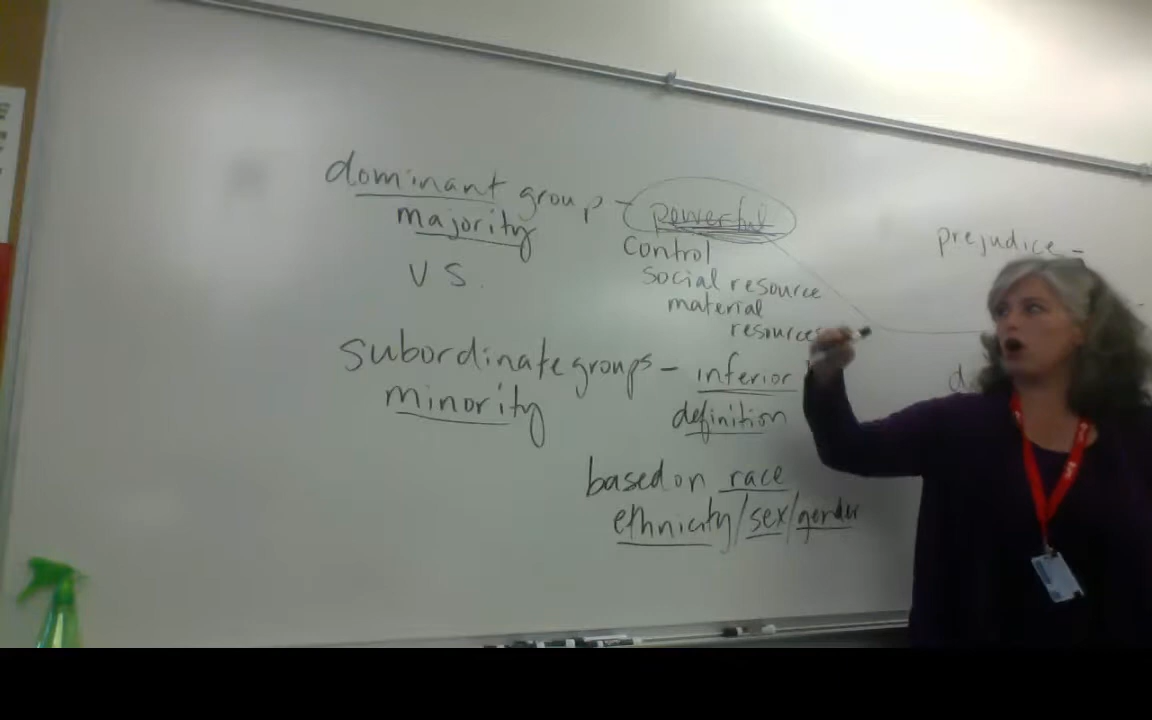 dominant group - powerful
majority
control
vs.
social resource
material
resources
prejudice -
subordinate groups - inferior
minority
definition
based on race
ethnicity/sex/gender